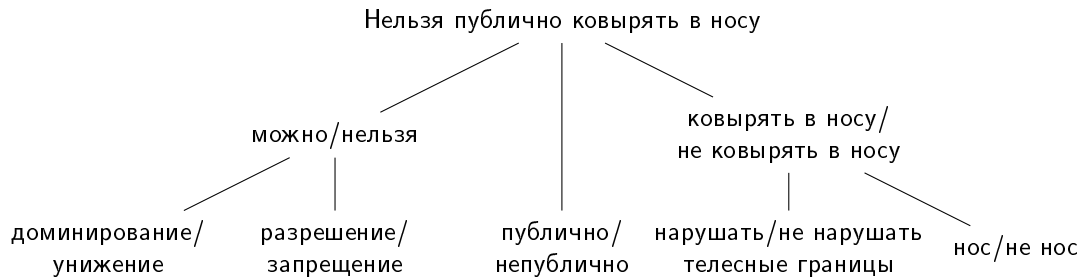 Нельзя публично ковырять в носу
можно/нельзя
ковырять в носу/
не ковырять в носу
доминирование/
унижение
разрешение/
запрещение
публично/
непублично
нарушать/не нарушать
телесные границы
нос/не нос